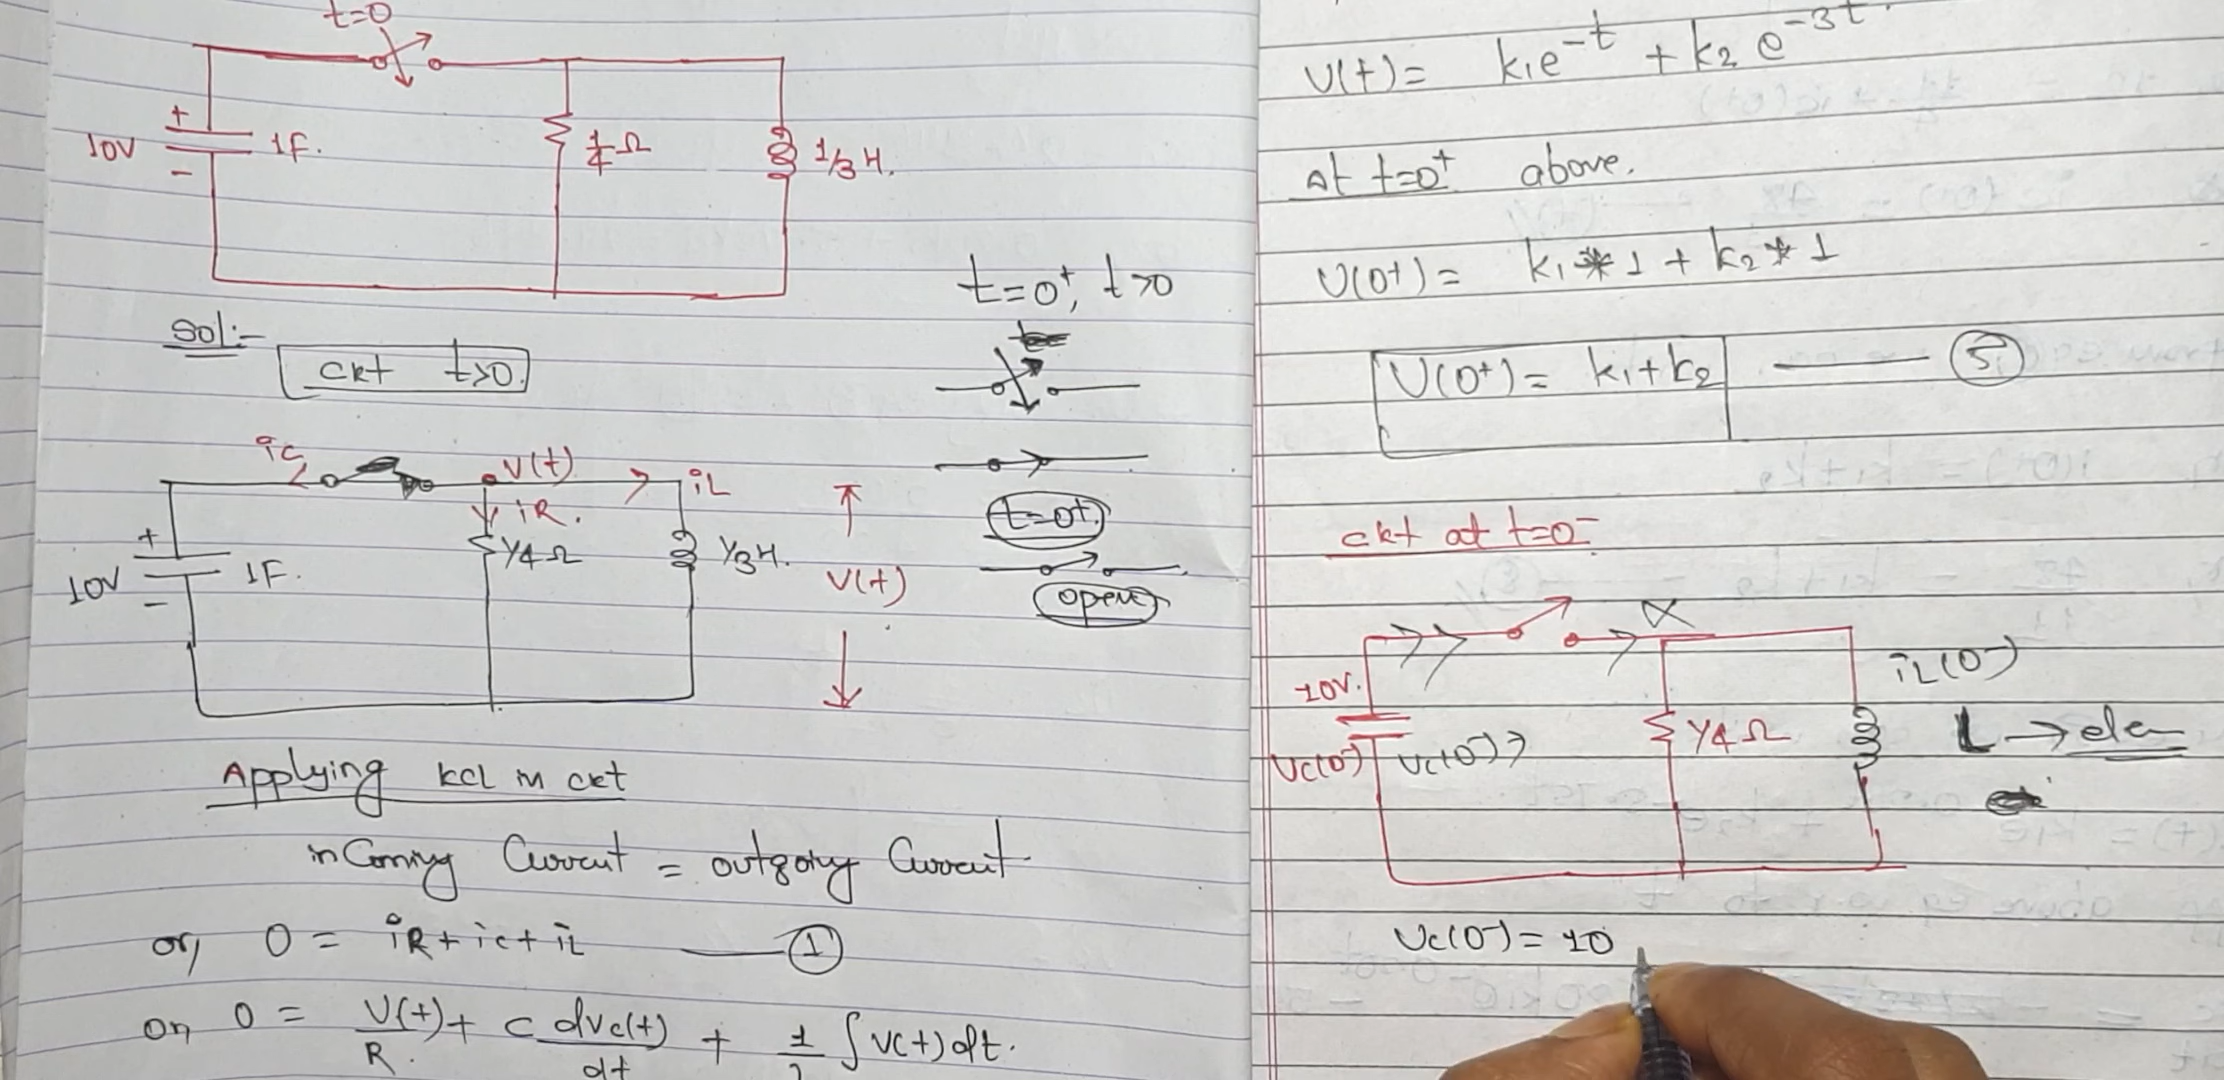 t=0
10V
+
-
1F.
1/4 Ω
1/3 H.
t=0⁺, t>0
Sol:-
ckt t>0.
ic
V(t)
iL
iR.
+
10V
-
1F.
1/4 Ω
1/3 H.
V(t)
t=0+
open
Applying kcl in ckt
incoming Current = outgoing Current
or, 0 = iR + ic + iL ——— ①
or, 0 = V(t)/R. + c dvc(t)/dt + 1/ ∫ V(t) dt.
V(t) = k₁e⁻ᵗ + k₂ e⁻³ᵗ.
At t=0⁺ above.
V(0+) = k₁ * 1 + k₂ * 1
V(0+) = k₁ + k₂ ——— ⑤
ckt at t=0⁻
10V.
Vc(0⁻)
Vc(0⁻)
1/4 Ω
iL(0⁻)
L →
Vc(0⁻) = 10